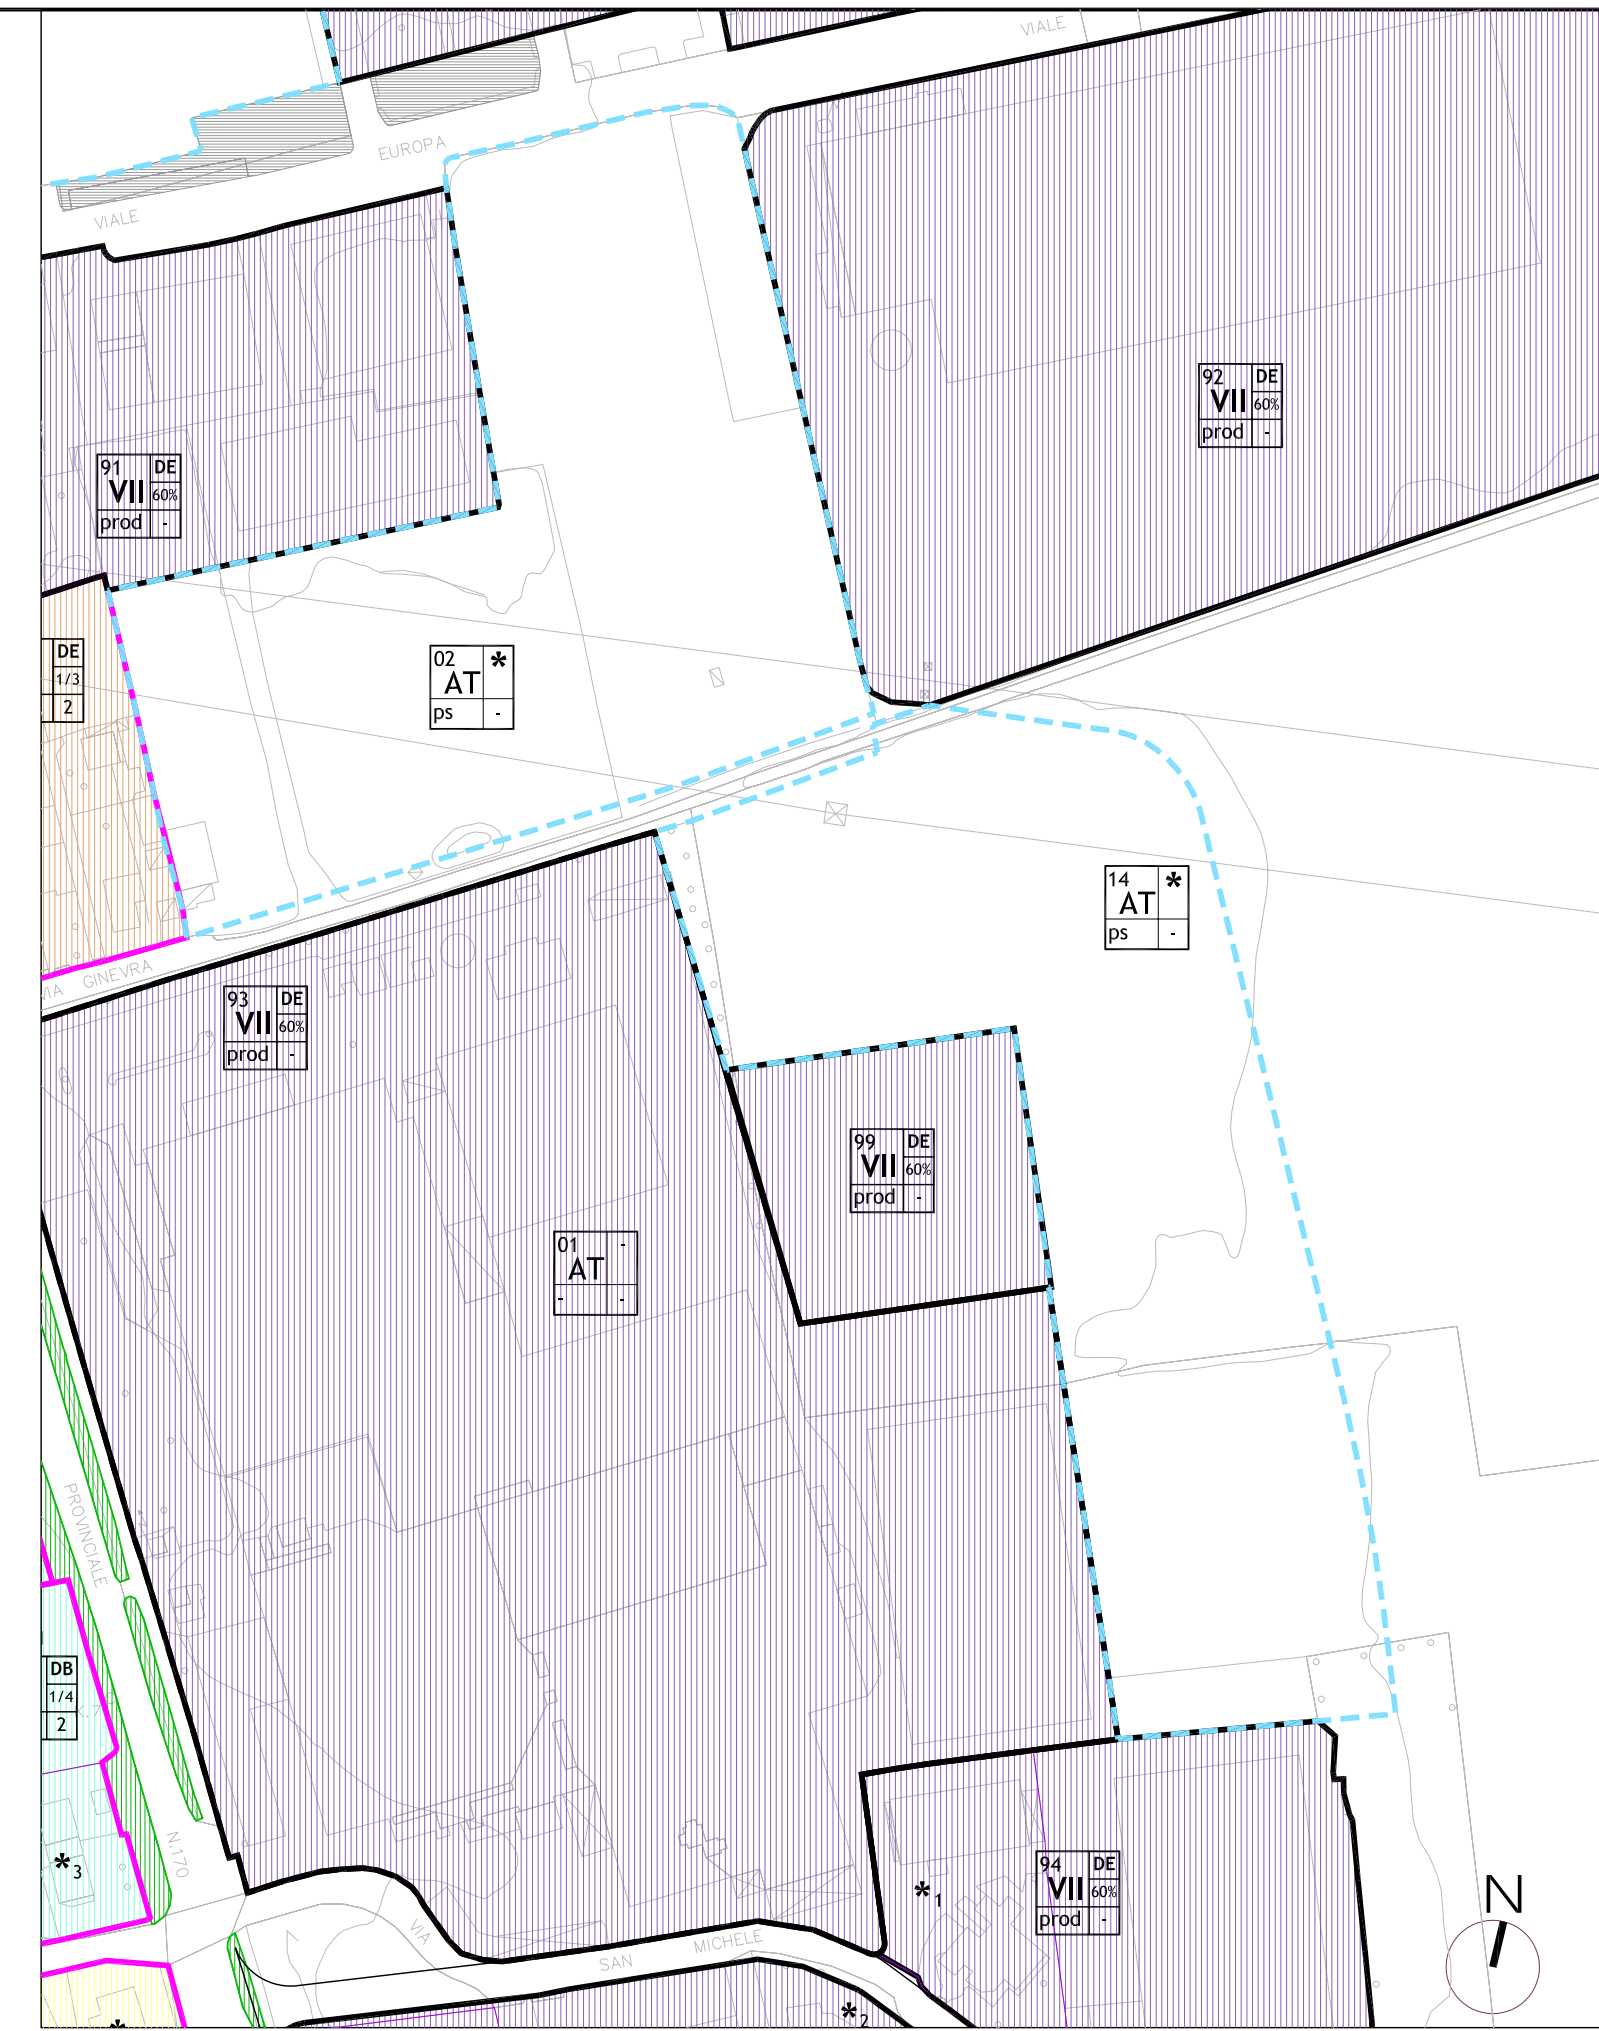 VIALE
EUROPA
VIALE
92 DE
VII 60%
prod -
91 DE
VII 60%
prod -
DE
1/3
2
02 *
AT
ps -
14 *
AT
ps -
VIA GINEVRA
93 DE
VII 60%
prod -
99 DE
VII 60%
prod -
01 -
AT
- -
PROVINCIALE
DB
1/4
2
N.170
*3
*1
94 DE
VII 60%
prod -
N
VIA
SAN MICHELE
*2
*